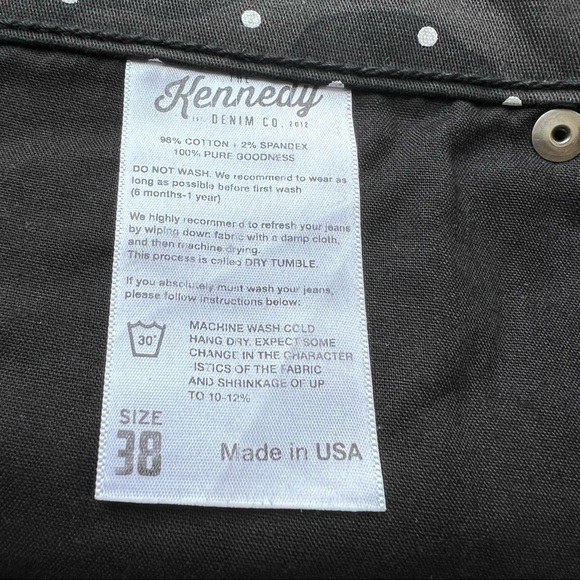 THE
Kennedy
EST. DENIM CO. 2012
98% COTTON + 2% SPANDEX
100% PURE GOODNESS
DO NOT WASH. We recommend to wear as
long as possible before first wash
(6 months-1 year)
We highly recommend to refresh your jeans
by wiping down fabric with a damp cloth,
and then machine drying.
This process is called DRY TUMBLE.
If you absolutely must wash your jeans,
please follow instructions below:
30°
MACHINE WASH COLD
HANG DRY. EXPECT SOME
CHANGE IN THE CHARACTER
ISTICS OF THE FABRIC
AND SHRINKAGE OF UP
TO 10-12%
SIZE
38
Made in USA